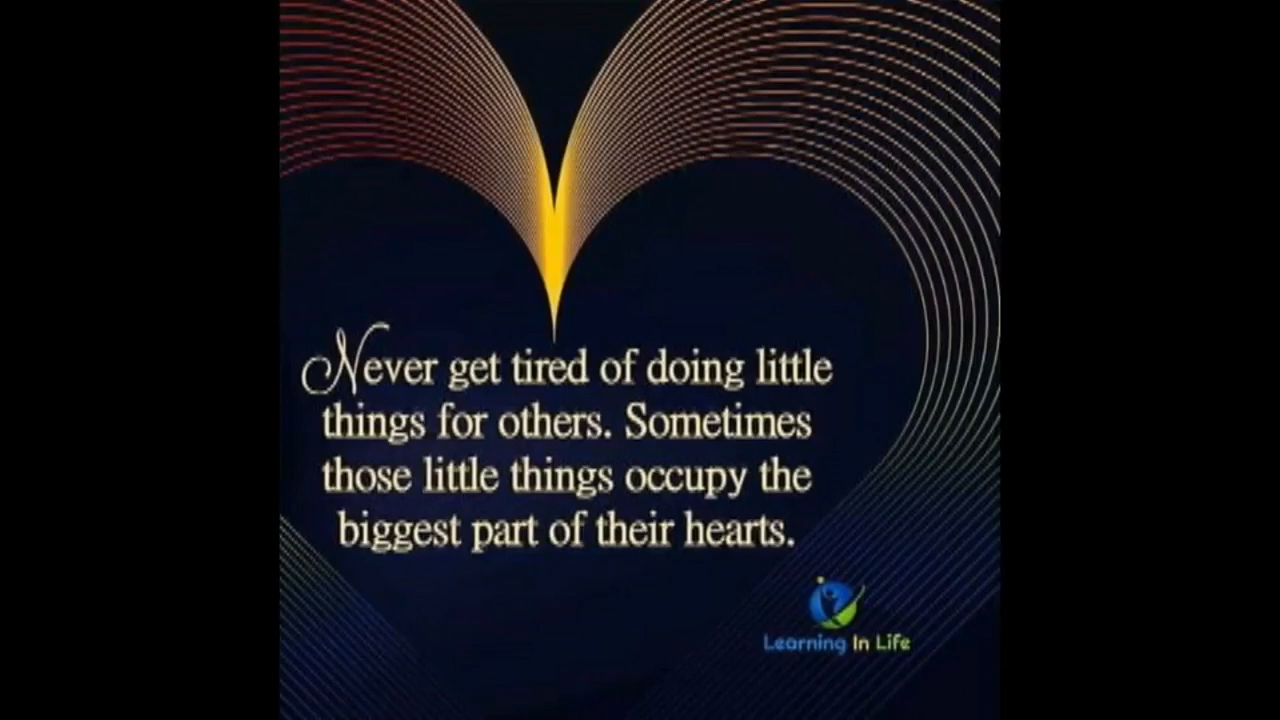 Never get tired of doing little
things for others. Sometimes
those little things occupy the
biggest part of their hearts.
Learning In Life